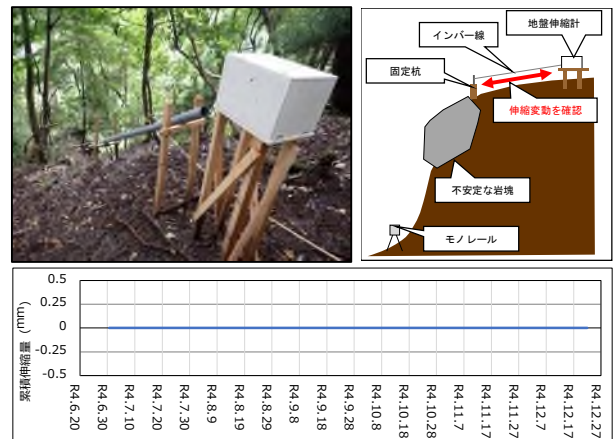 地盤伸縮計
インバー線
固定杭
伸縮変動を確認
不安定な岩塊
モノレール
累積伸縮量(mm)
0.5
0.25
0
-0.25
-0.5
R4.6.20
R4.6.30
R4.7.10
R4.7.20
R4.7.30
R4.8.9
R4.8.19
R4.8.29
R4.9.8
R4.9.18
R4.9.28
R4.10.8
R4.10.18
R4.10.28
R4.11.7
R4.11.17
R4.11.27
R4.12.7
R4.12.17
R4.12.27